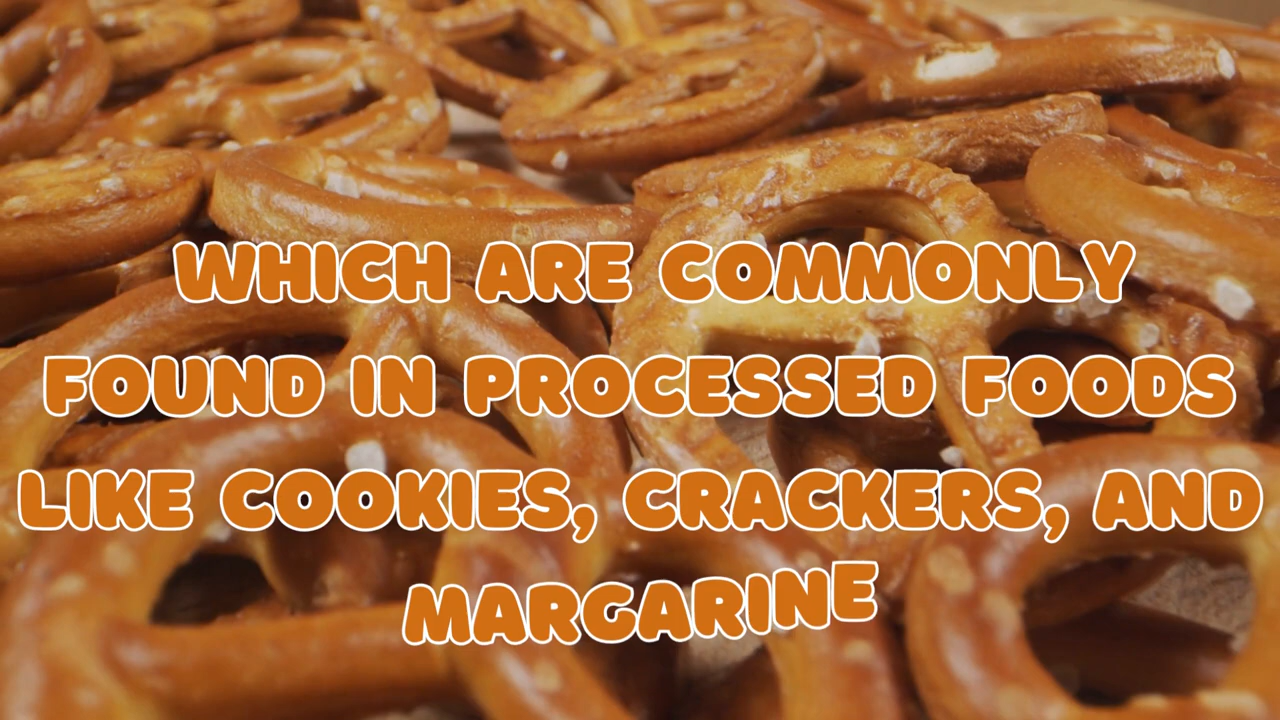 WHICH ARE COMMONLY
FOUND IN PROCESSED FOODS
LIKE COOKIES, CRACKERS, AND
MARGARINE